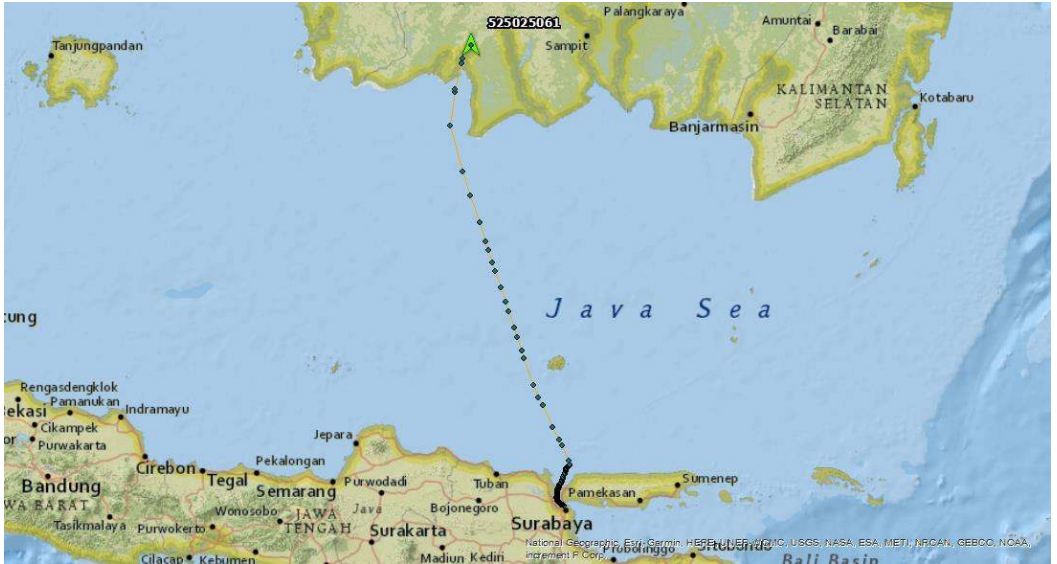 525025061
Palangkaraya
Amuntai
Barabai
Tanjungpandan
Sampit
KALIMANTAN
SELATAN
Kotabaru
Banjarmasin
Java Sea
tung
Rengasdengklok
Pamanukan
Indramayu
Bekasi
Cikampek
Purwakarta
Jepara
Cirebon
Tegal
Pekalongan
Semarang
Purwodadi
Tuban
Sumenep
Pamekasan
Bandung
WA BARAT
Wonosobo
JAWA
TENGAH
Java
Bojonegoro
Tasikmalaya
Purwokerto
Surakarta
Surabaya
Cilacap
Kebumen
Madiun
Kediri
Probolinggo
Situbondo
Bali Basin
National Geographic, Esri, Garmin, HERE, UNEP-WCMC, USGS, NASA, ESA, METI, NRCAN, GEBCO, NOAA,
increment P Corp.